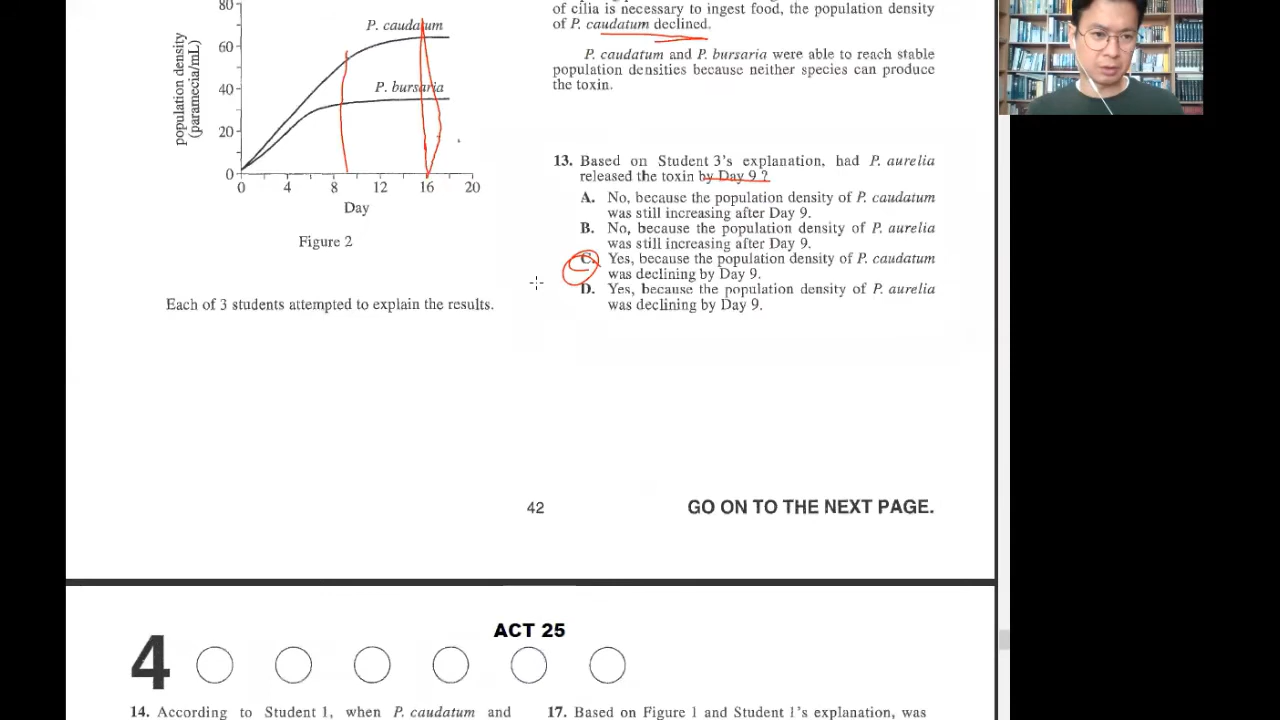 80
60
40
20
0
population density
(paramecia/mL)
P. caudatum
P. bursaria
0 4 8 12 16 20
Day
Figure 2
Each of 3 students attempted to explain the results.
of cilia is necessary to ingest food, the population density
of P. caudatum declined.
P. caudatum and P. bursaria were able to reach stable
population densities because neither species can produce
the toxin.
13. Based on Student 3's explanation, had P. aurelia
released the toxin by Day 9 ?
A. No, because the population density of P. caudatum
was still increasing after Day 9.
B. No, because the population density of P. aurelia
was still increasing after Day 9.
C. Yes, because the population density of P. caudatum
was declining by Day 9.
D. Yes, because the population density of P. aurelia
was declining by Day 9.
42
GO ON TO THE NEXT PAGE.
ACT 25
4
14. According to Student 1, when P. caudatum and
17. Based on Figure 1 and Student 1's explanation, was